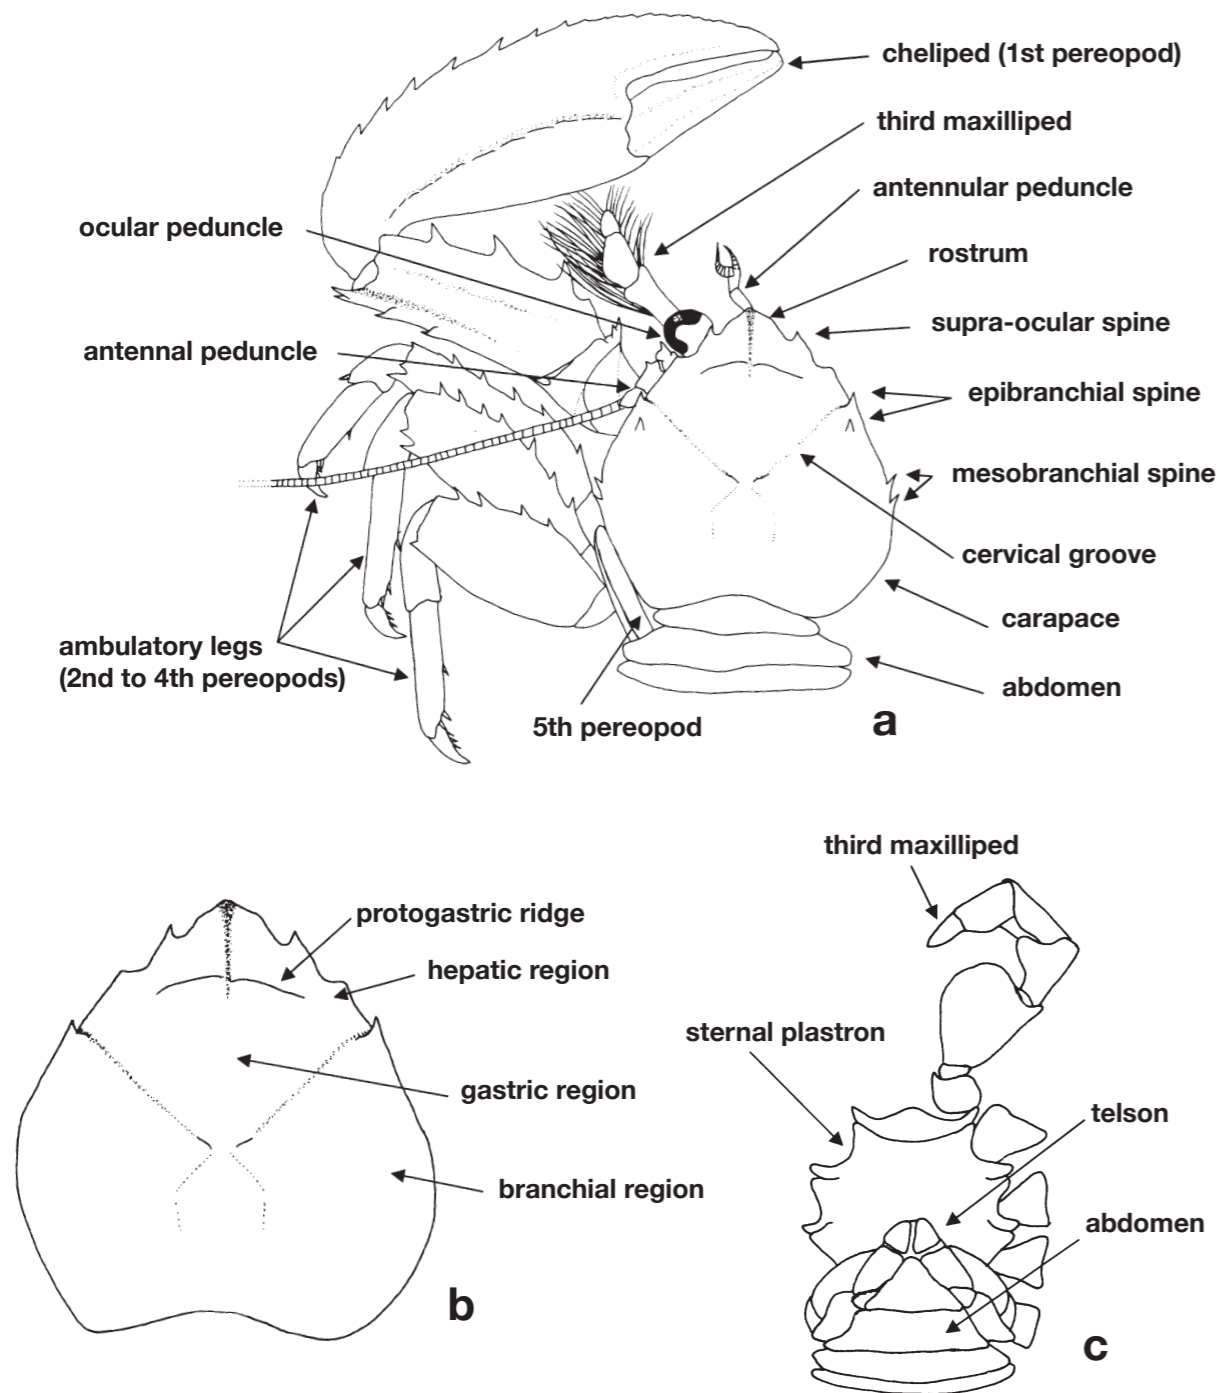 cheliped (1st pereopod)
third maxilliped
antennular peduncle
ocular peduncle
rostrum
supra-ocular spine
antennal peduncle
epibranchial spine
mesobranchial spine
cervical groove
carapace
ambulatory legs
(2nd to 4th pereopods)
abdomen
5th pereopod
a
third maxilliped
protogastric ridge
hepatic region
sternal plastron
gastric region
telson
branchial region
abdomen
b
c